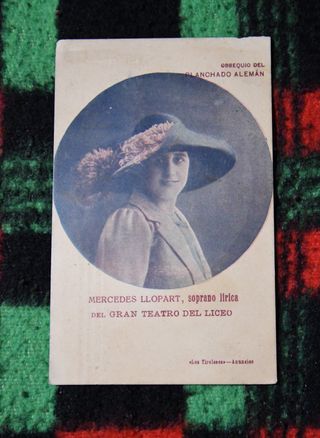 OBSEQUIO DEL
PLANCHADO ALEMÁN
MERCEDES LLOPART, soprano lírica
DEL GRAN TEATRO DEL LICEO
«Los Tiroleses»—Anuncios